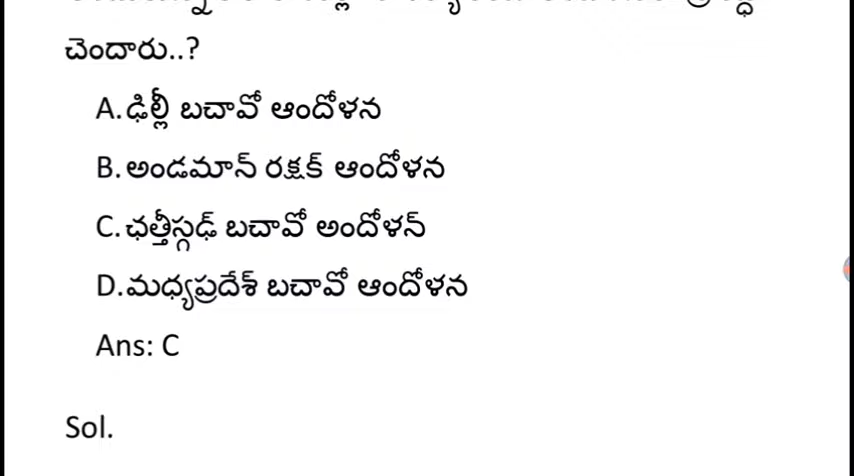 చెందారు..?
A.ఢిల్లీ బచావో ఆందోళన
B.అండమాన్ రక్షక్ ఆందోళన
C.ఛత్తీస్గఢ్ బచావో అందోళన్
D.మధ్యప్రదేశ్ బచావో ఆందోళన
Ans: C
Sol.